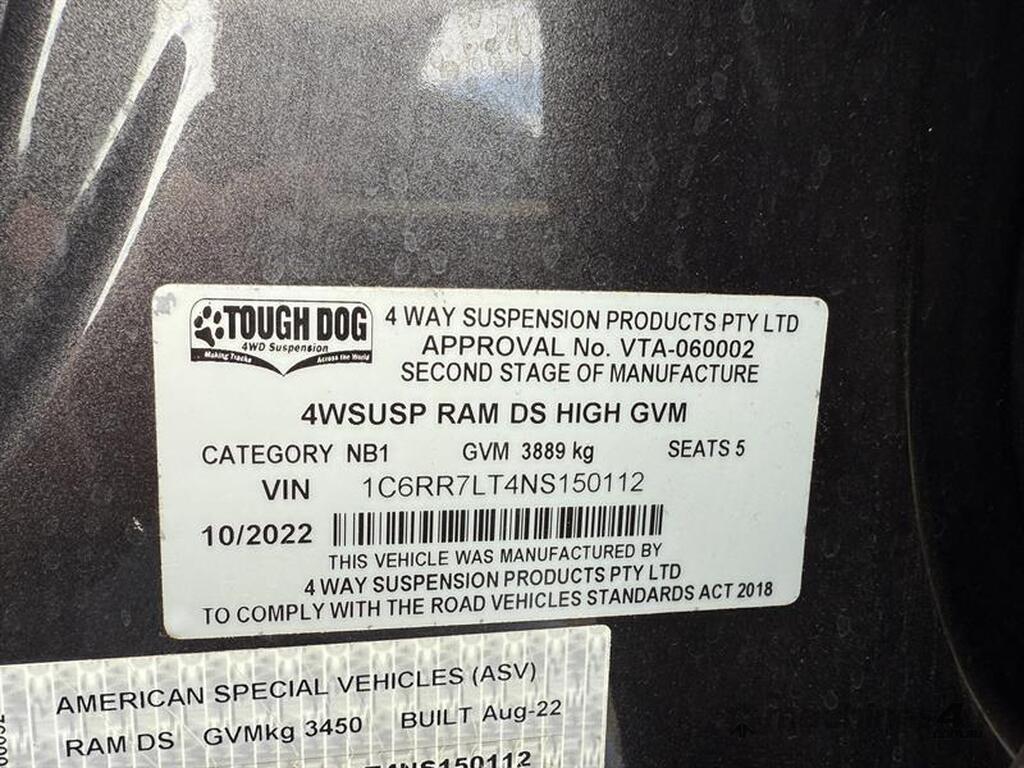 TOUGH DOG
4WD Suspension
Making Tracks Across the World
4 WAY SUSPENSION PRODUCTS PTY LTD
APPROVAL No. VTA-060002
SECOND STAGE OF MANUFACTURE
4WSUSP RAM DS HIGH GVM
CATEGORY NB1 GVM 3889 kg SEATS 5
VIN 1C6RR7LT4NS150112
10/2022
THIS VEHICLE WAS MANUFACTURED BY
4 WAY SUSPENSION PRODUCTS PTY LTD
TO COMPLY WITH THE ROAD VEHICLES STANDARDS ACT 2018
AMERICAN SPECIAL VEHICLES (ASV)
RAM DS GVMkg 3450 BUILT Aug-22
T4NS150112